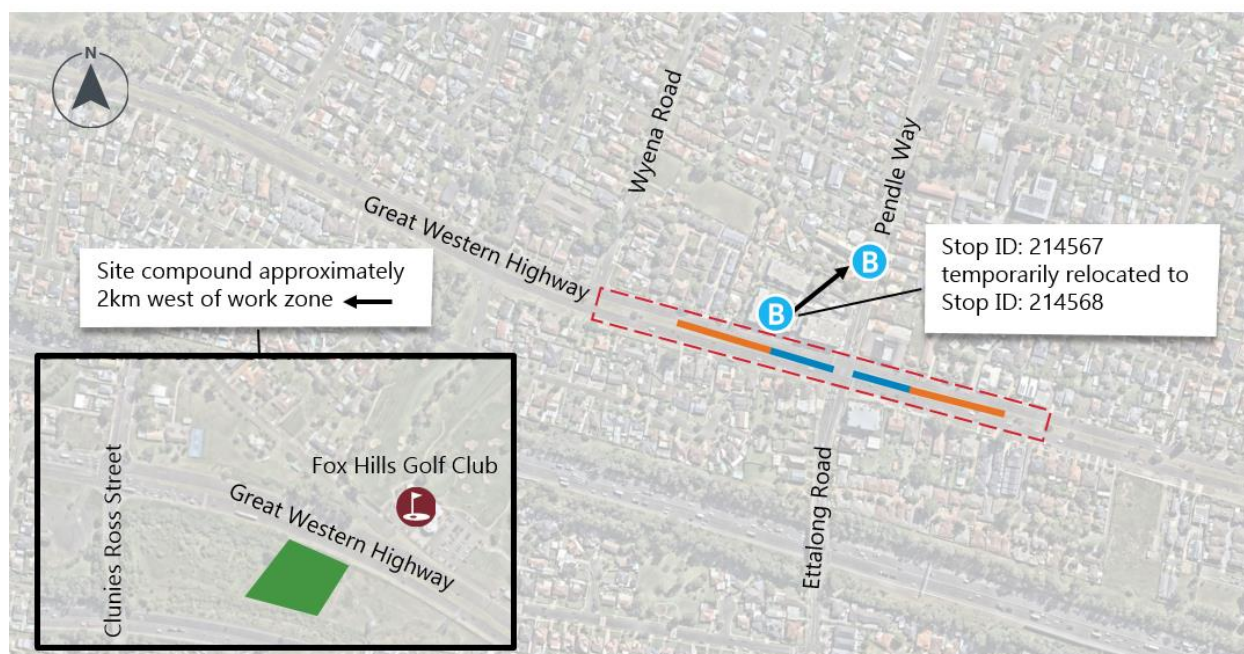 N
Wyena Road
Pendle Way
Great Western Highway
Site compound approximately
2km west of work zone
B
B
Stop ID: 214567
temporarily relocated to
Stop ID: 214568
Clunies Ross Street
Fox Hills Golf Club
Great Western Highway
Ettalong Road